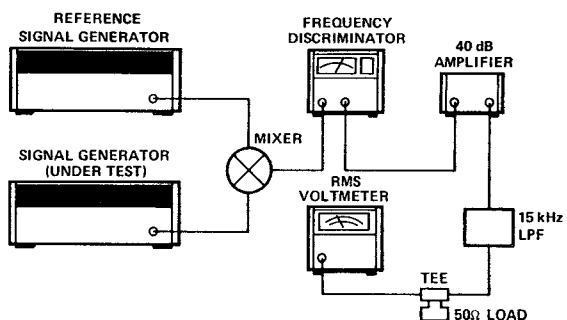 REFERENCE
SIGNAL GENERATOR
FREQUENCY
DISCRIMINATOR
40 dB
AMPLIFIER
MIXER
SIGNAL GENERATOR
(UNDER TEST)
RMS
VOLTMETER
15 kHz
LPF
TEE
50Ω LOAD